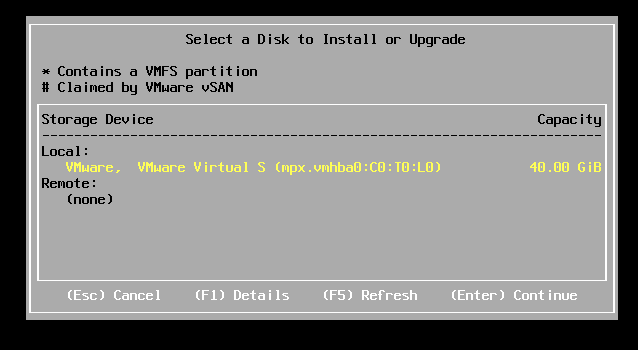 Select a Disk to Install or Upgrade
* Contains a VMFS partition
# Claimed by VMware vSAN
Storage Device Capacity
Local:
VMware,  VMware Virtual S (mpx.vmhba0:C0:T0:L0) 40.00 GiB
Remote:
(none)
(Esc) Cancel (F1) Details (F5) Refresh (Enter) Continue